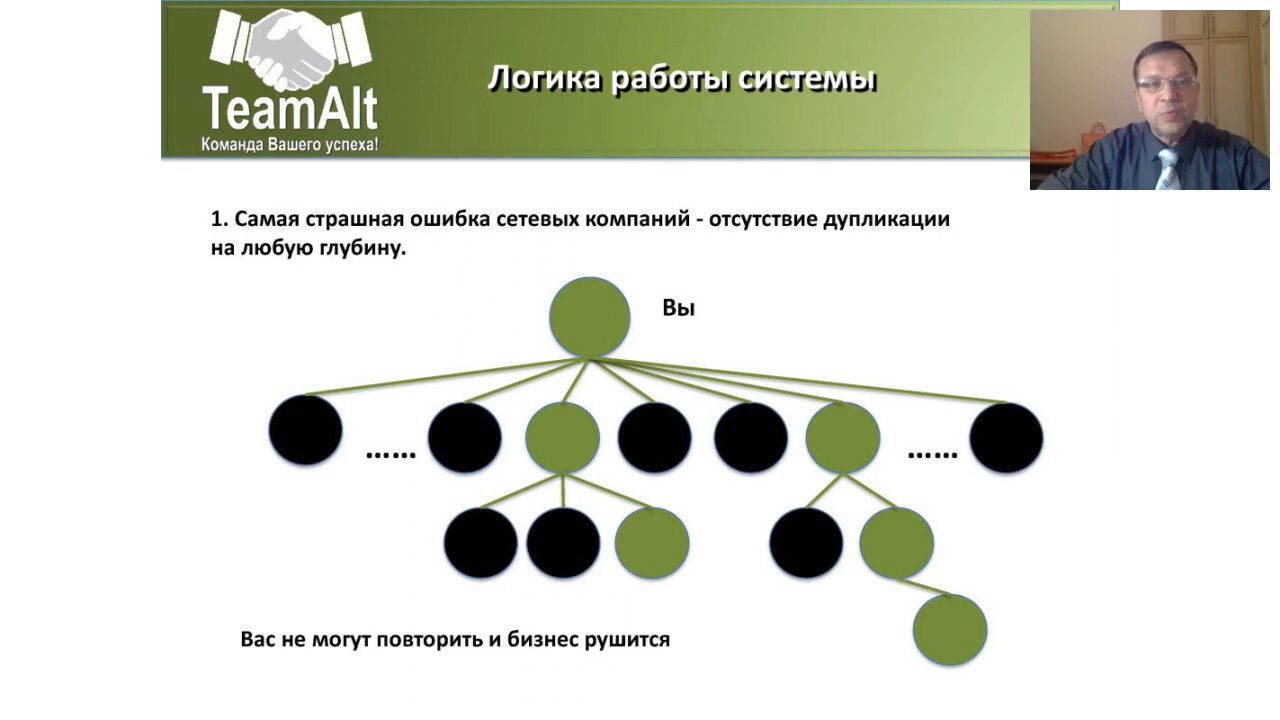 TeamAlt
Команда Вашего успеха!
Логика работы системы
1. Самая страшная ошибка сетевых компаний - отсутствие дупликации
на любую глубину.
Вы
......
......
Вас не могут повторить и бизнес рушится